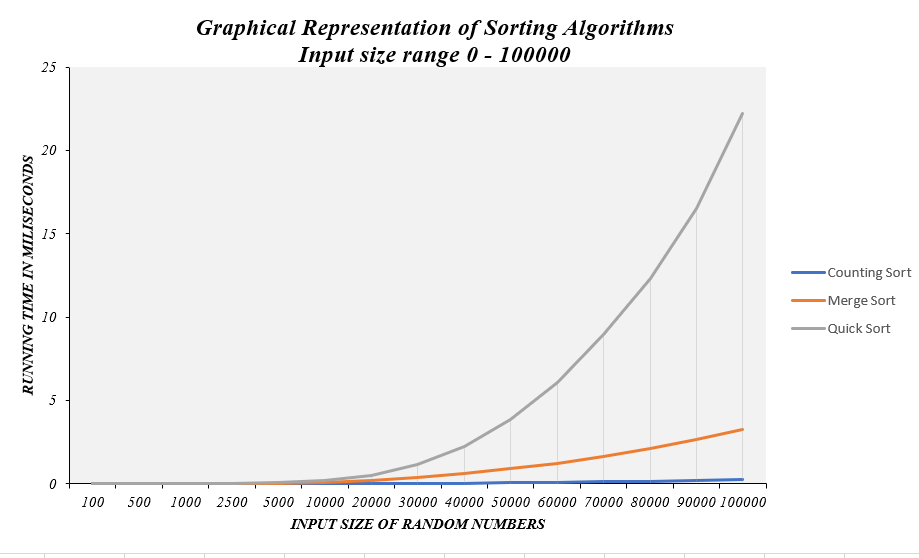 Graphical Representation of Sorting Algorithms
Input size range 0 - 100000
25
20
15
10
5
0
RUNNING TIME IN MILISECONDS
100 500 1000 2500 5000 10000 20000 30000 40000 50000 60000 70000 80000 90000 100000
INPUT SIZE OF RANDOM NUMBERS
Counting Sort
Merge Sort
Quick Sort